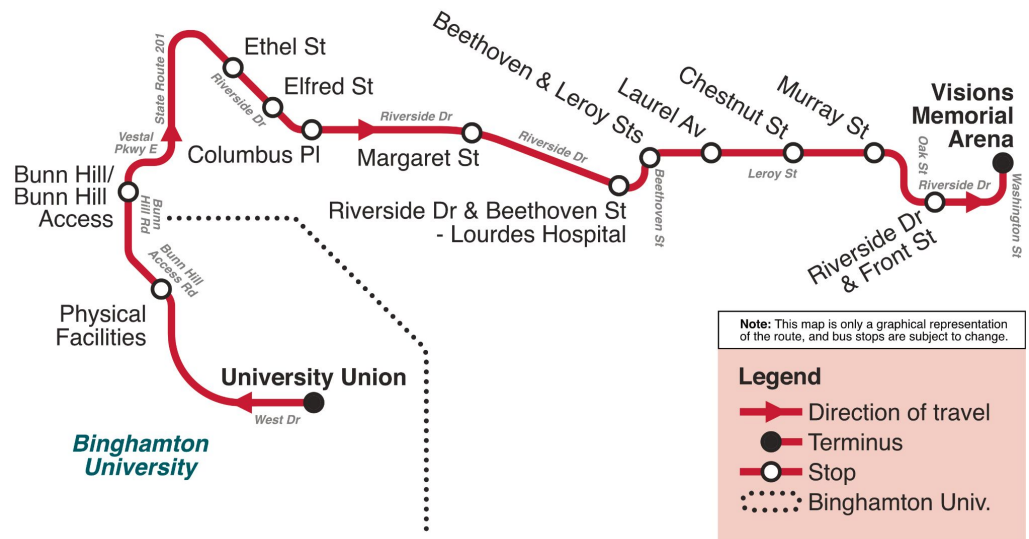 Ethel St
Elfred St
State Route 201
Riverside Dr
Vestal
Pkwy E
Columbus Pl
Riverside Dr
Margaret St
Riverside Dr
Beethoven
& Leroy Sts
Laurel Av
Chestnut St
Murray St
Visions
Memorial
Arena
Bunn Hill/
Bunn Hill
Access
Bunn
Hill Rd
Bunn Hill
Access Rd
Riverside Dr & Beethoven St
- Lourdes Hospital
Beethoven St
Leroy St
Oak St
Riverside Dr
Washington St
Riverside Dr
& Front St
Physical
Facilities
University Union
West Dr
Binghamton
University
Note: This map is only a graphical representation
of the route, and bus stops are subject to change.
Legend
Direction of travel
Terminus
Stop
Binghamton Univ.